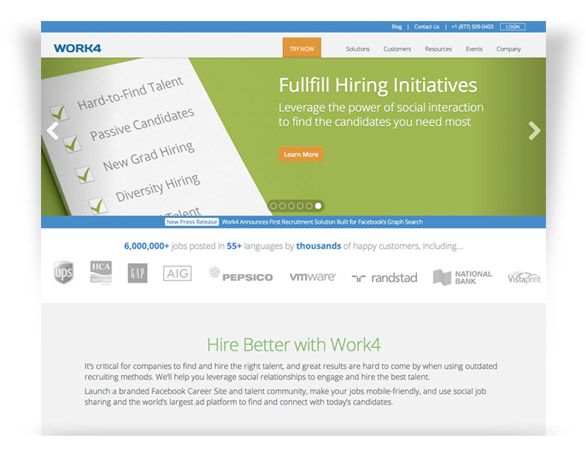 Blog | Contact Us | +1 (877) 509-0403 | LOGIN
WORK4
TRY NOW Solutions Customers Resources Events Company
Hard-to-Find Talent
Passive Candidates
New Grad Hiring
Diversity Hiring
Talent
Fullfill Hiring Initiatives
Leverage the power of social interaction
to find the candidates you need most
Learn More
New Press Release Work4 Announces First Recruitment Solution Built for Facebook's Graph Search
6,000,000+ jobs posted in 55+ languages by thousands of happy customers, including...
ups HCA GAP AIG PEPSICO vmware randstad NATIONAL BANK Vistaprint
Hire Better with Work4
It's critical for companies to find and hire the right talent, and great results are hard to come by when using outdated
recruiting methods. We'll help you leverage social relationships to engage and hire the best talent.
Launch a branded Facebook Career Site and talent community, make your jobs mobile-friendly, and use social job
sharing and the world's largest ad platform to find and connect with today's candidates.